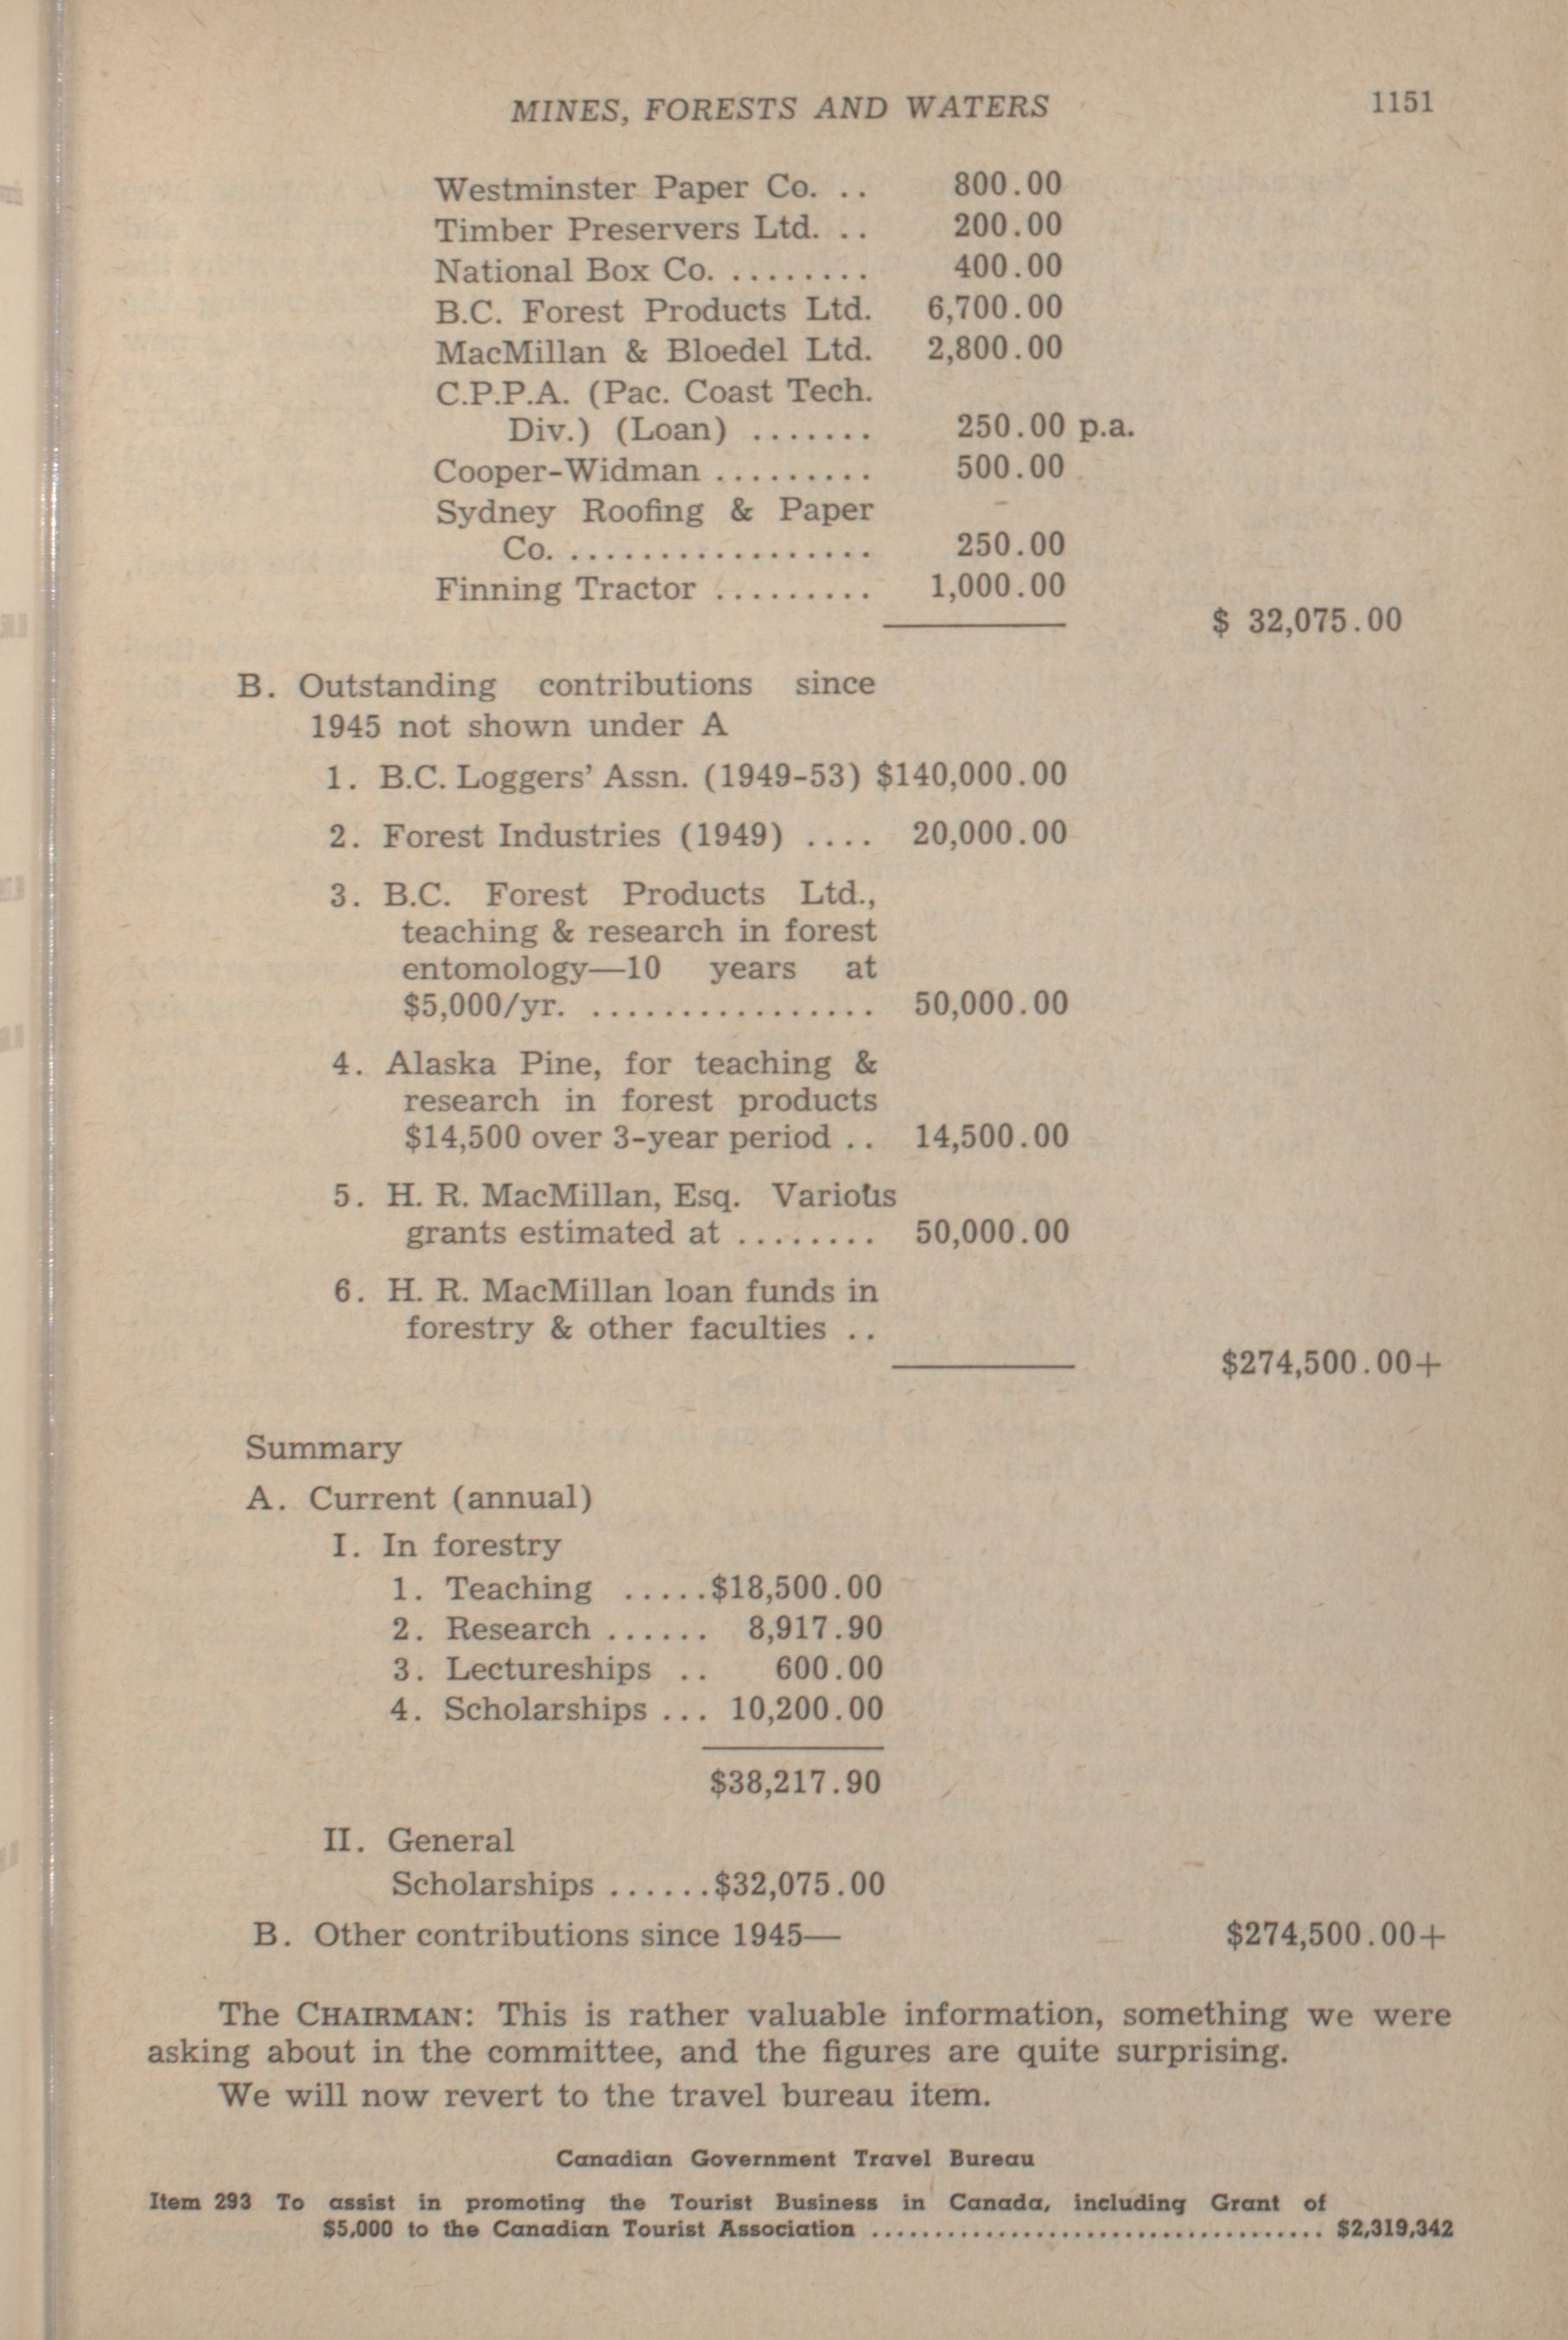 MINES, FORESTS AND WATERS 1151
Westminster Paper Co. .. 800.00
Timber Preservers Ltd. .. 200.00
National Box Co. ........ 400.00
B.C. Forest Products Ltd. 6,700.00
MacMillan & Bloedel Ltd. 2,800.00
C.P.P.A. (Pac. Coast Tech.
Div.) (Loan) ....... 250.00 p.a.
Cooper-Widman ......... 500.00
Sydney Roofing & Paper
Co. ................. 250.00
Finning Tractor ......... 1,000.00
$ 32,075.00
B. Outstanding contributions since
1945 not shown under A
1. B.C. Loggers' Assn. (1949-53) $140,000.00
2. Forest Industries (1949) .... 20,000.00
3. B.C. Forest Products Ltd.,
teaching & research in forest
entomology—10 years at
$5,000/yr. ................ 50,000.00
4. Alaska Pine, for teaching &
research in forest products
$14,500 over 3-year period .. 14,500.00
5. H. R. MacMillan, Esq. Various
grants estimated at ........ 50,000.00
6. H. R. MacMillan loan funds in
forestry & other faculties ..
$274,500.00+
Summary
A. Current (annual)
I. In forestry
1. Teaching .....$18,500.00
2. Research ...... 8,917.90
3. Lectureships .. 600.00
4. Scholarships ... 10,200.00
$38,217.90
II. General
Scholarships ......$32,075.00
B. Other contributions since 1945— $274,500.00+
The CHAIRMAN: This is rather valuable information, something we were
asking about in the committee, and the figures are quite surprising.
We will now revert to the travel bureau item.
Canadian Government Travel Bureau
Item 293 To assist in promoting the Tourist Business in Canada, including Grant of
$5,000 to the Canadian Tourist Association .................................... $2,319,342